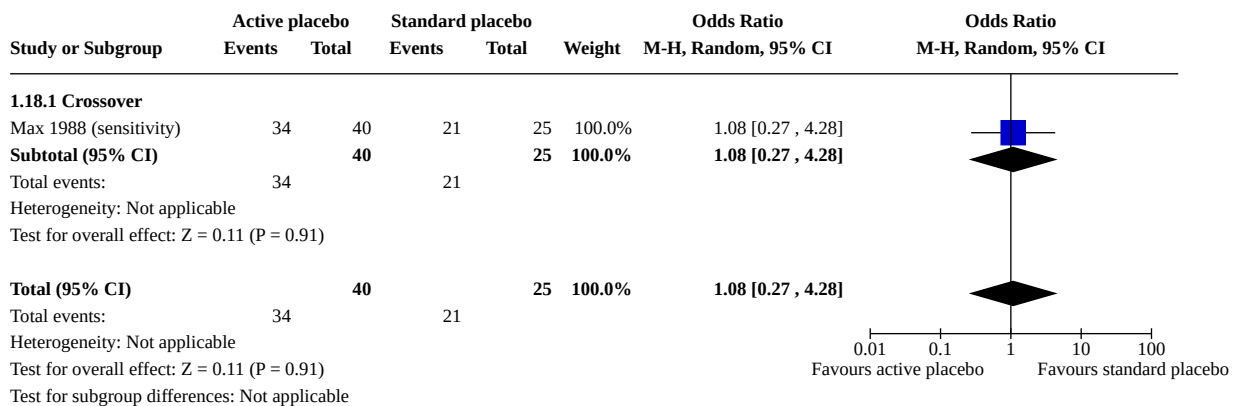 Active placebo Standard placebo Odds Ratio Odds Ratio
Study or Subgroup Events Total Events Total Weight M-H, Random, 95% CI M-H, Random, 95% CI
1.18.1 Crossover
Max 1988 (sensitivity) 34 40 21 25 100.0% 1.08 [0.27 , 4.28]
Subtotal (95% CI) 40 25 100.0% 1.08 [0.27 , 4.28]
Total events: 34 21
Heterogeneity: Not applicable
Test for overall effect: Z = 0.11 (P = 0.91)
Total (95% CI) 40 25 100.0% 1.08 [0.27 , 4.28]
Total events: 34 21
Heterogeneity: Not applicable
0.01 0.1 1 10 100
Test for overall effect: Z = 0.11 (P = 0.91)
Favours active placebo Favours standard placebo
Test for subgroup differences: Not applicable